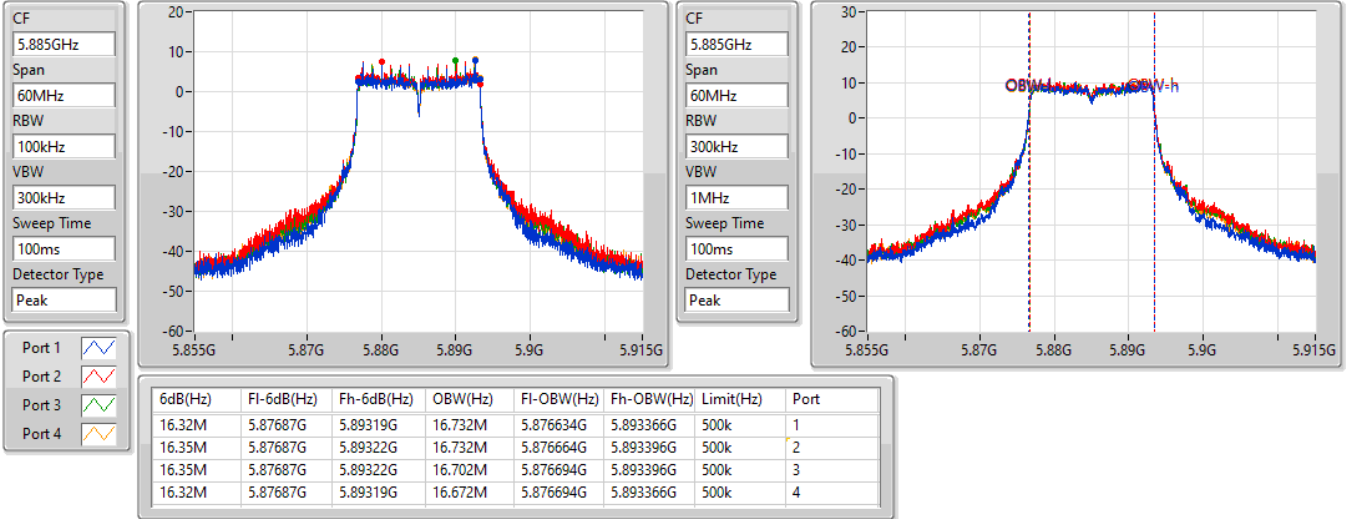 CF
5.885GHz
Span
60MHz
RBW
100kHz
VBW
300kHz
Sweep Time
100ms
Detector Type
Peak
20
10
0
-10
-20
-30
-40
-50
-60
5.855G 5.87G 5.88G 5.89G 5.9G 5.915G
CF
5.885GHz
Span
60MHz
RBW
300kHz
VBW
1MHz
Sweep Time
100ms
Detector Type
Peak
30
20
10
0
-10
-20
-30
-40
-50
-60
OBW-h
5.855G 5.87G 5.88G 5.89G 5.9G 5.915G
Port 1
Port 2
Port 3
Port 4
6dB(Hz) Fl-6dB(Hz) Fh-6dB(Hz) OBW(Hz) Fl-OBW(Hz) Fh-OBW(Hz) Limit(Hz) Port
16.32M 5.87687G 5.89319G 16.732M 5.876634G 5.893366G 500k 1
16.35M 5.87687G 5.89322G 16.732M 5.876664G 5.893396G 500k 2
16.35M 5.87687G 5.89322G 16.702M 5.876694G 5.893396G 500k 3
16.32M 5.87687G 5.89319G 16.672M 5.876694G 5.893366G 500k 4